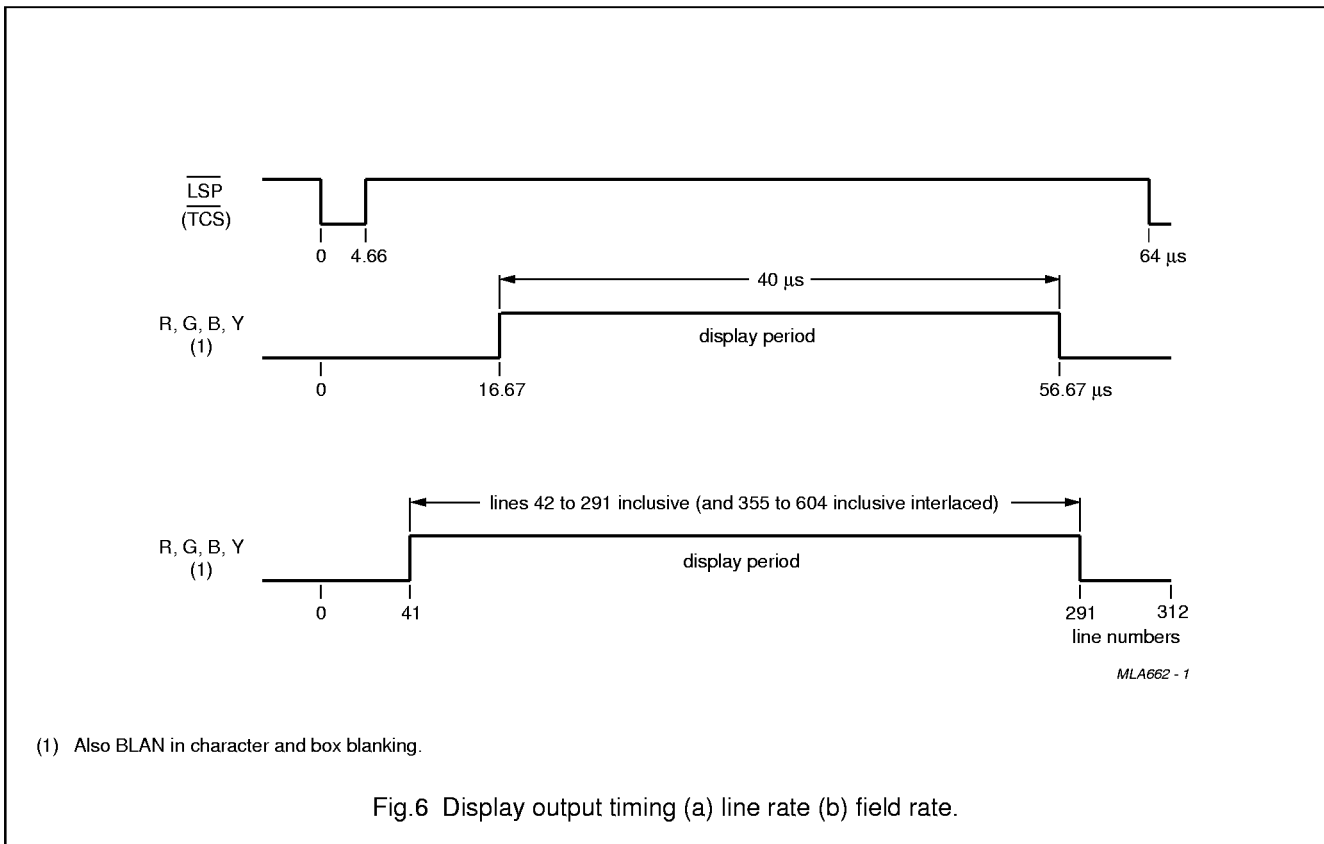 LSP
(TCS)
0 4.66 64 µs
40 µs
R, G, B, Y
(1)
display period
0 16.67 56.67 µs
lines 42 to 291 inclusive (and 355 to 604 inclusive interlaced)
R, G, B, Y
(1)
display period
0 41 291 312
line numbers
MLA662 - 1
(1) Also BLAN in character and box blanking.
Fig.6 Display output timing (a) line rate (b) field rate.